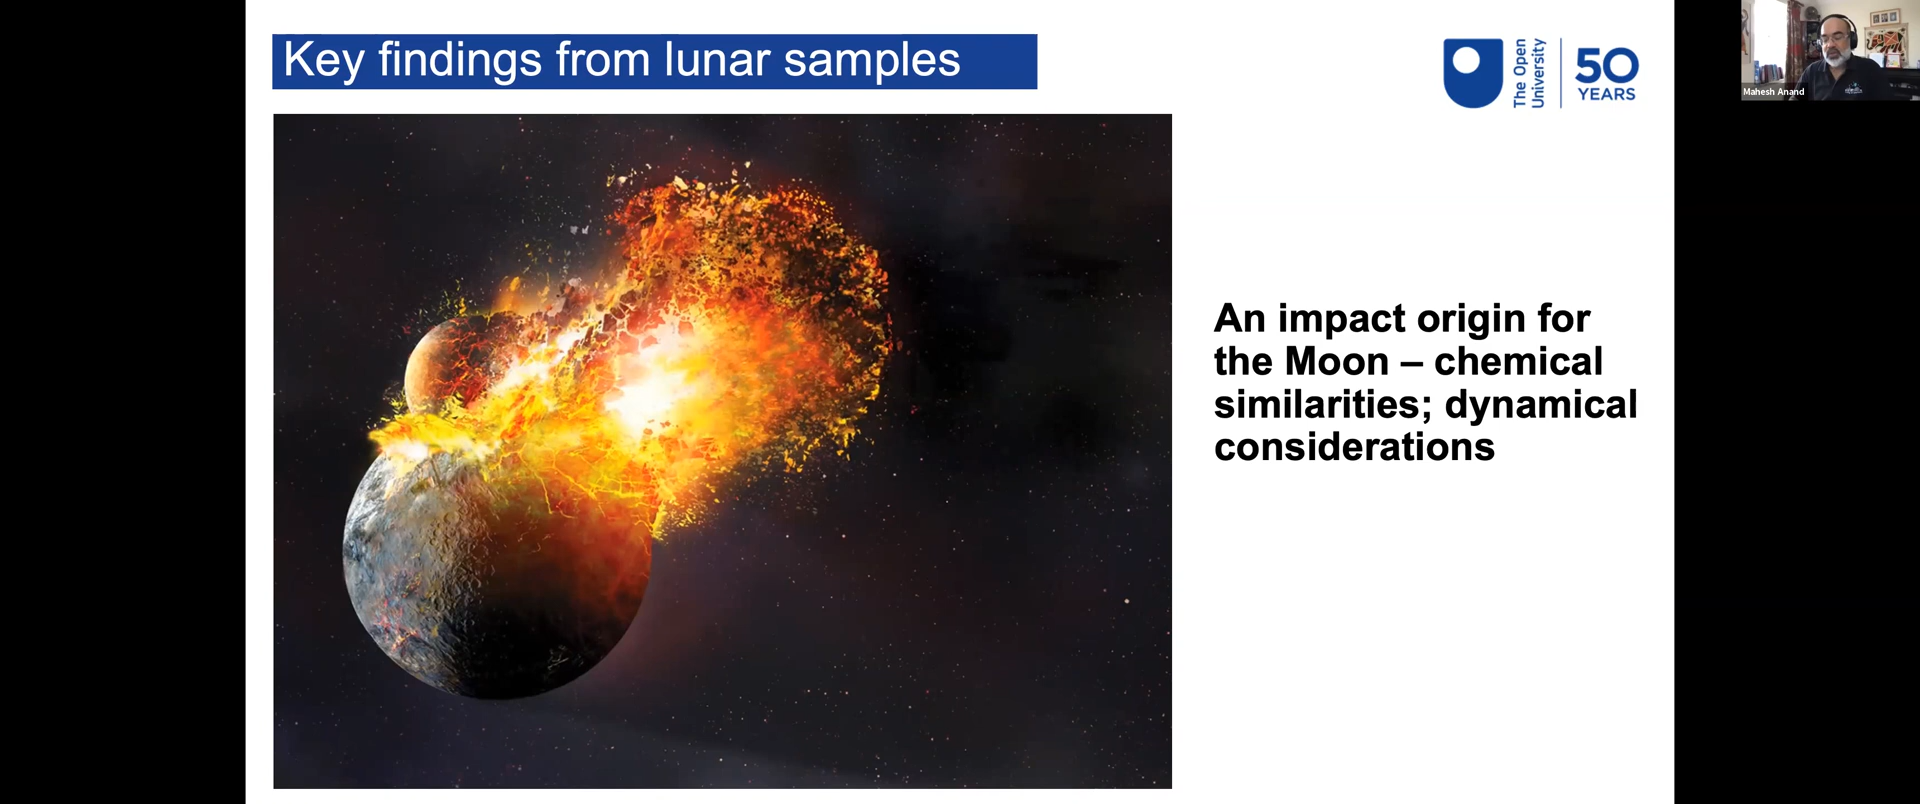 Key findings from lunar samples
The Open
University
50
YEARS
Mahesh Anand
An impact origin for
the Moon – chemical
similarities; dynamical
considerations